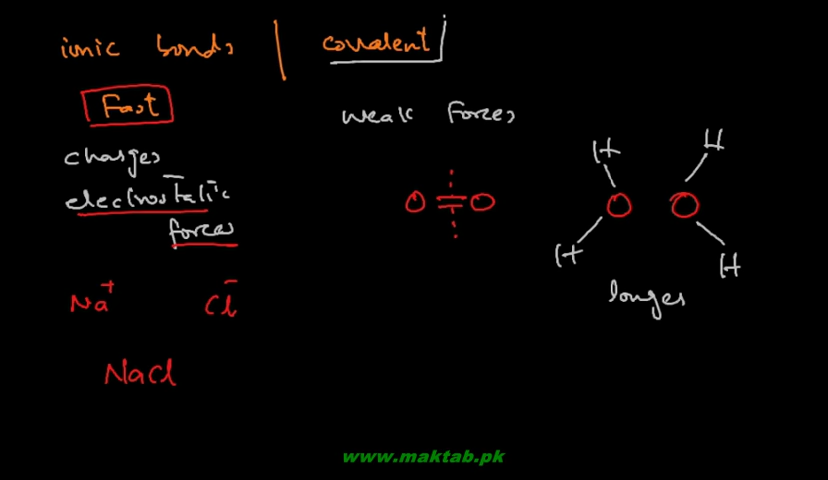 ionic bonds | covalent
Fast
weak forces
charges
electrostatic
forces
O = O
H H
O O
H H
longer
Na+ Cl-
NaCl
www.maktab.pk